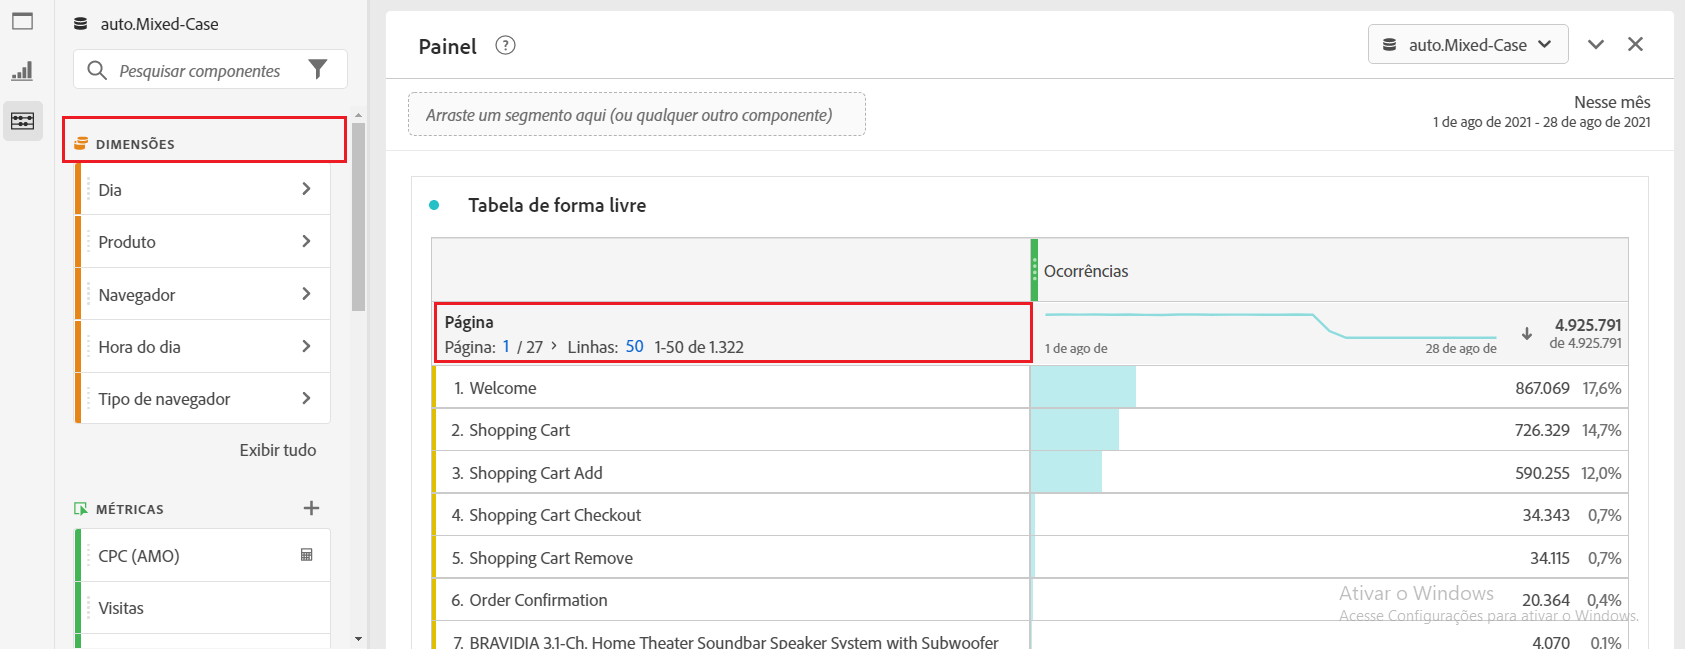 auto.Mixed-Case
Pesquisar componentes
DIMENSÕES
Dia
Produto
Navegador
Hora do dia
Tipo de navegador
Exibir tudo
MÉTRICAS
CPC (AMO)
Visitas
Painel ?
auto.Mixed-Case
Arraste um segmento aqui (ou qualquer outro componente)
Nesse mês
1 de ago de 2021 - 28 de ago de 2021
Tabela de forma livre
Ocorrências
Página
Página: 1 / 27 > Linhas: 50 1-50 de 1.322
1 de ago de
28 de ago de
4.925.791
de 4.925.791
1. Welcome 867.069 17,6%
2. Shopping Cart 726.329 14,7%
3. Shopping Cart Add 590.255 12,0%
4. Shopping Cart Checkout 34.343 0,7%
5. Shopping Cart Remove 34.115 0,7%
6. Order Confirmation 20.364 0,4%
7. BRAVIDIA 3.1-Ch. Home Theater Soundbar Speaker System with Subwoofer 4.070 0,1%
Ativar o Windows
Acesse Configurações para ativar o Windows.